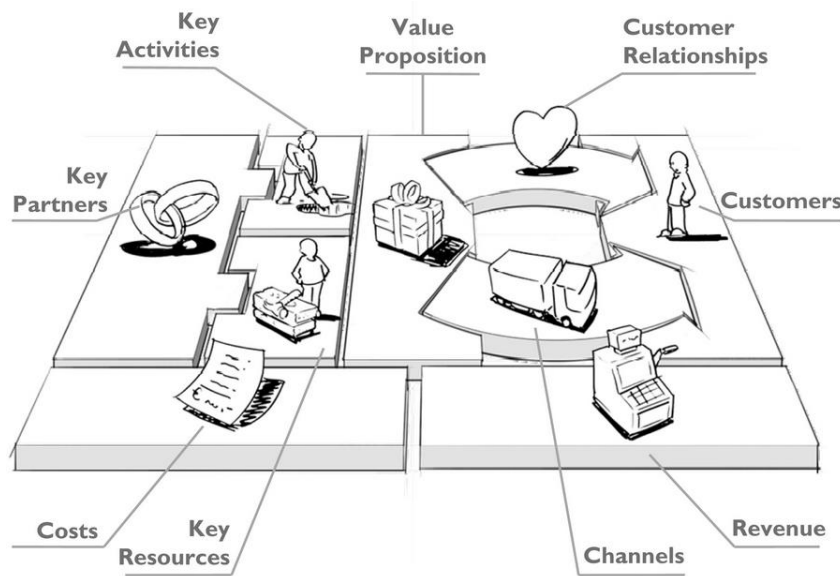 Key
Activities
Value
Proposition
Customer
Relationships
Key
Partners
Customers
Costs
Key
Resources
Channels
Revenue